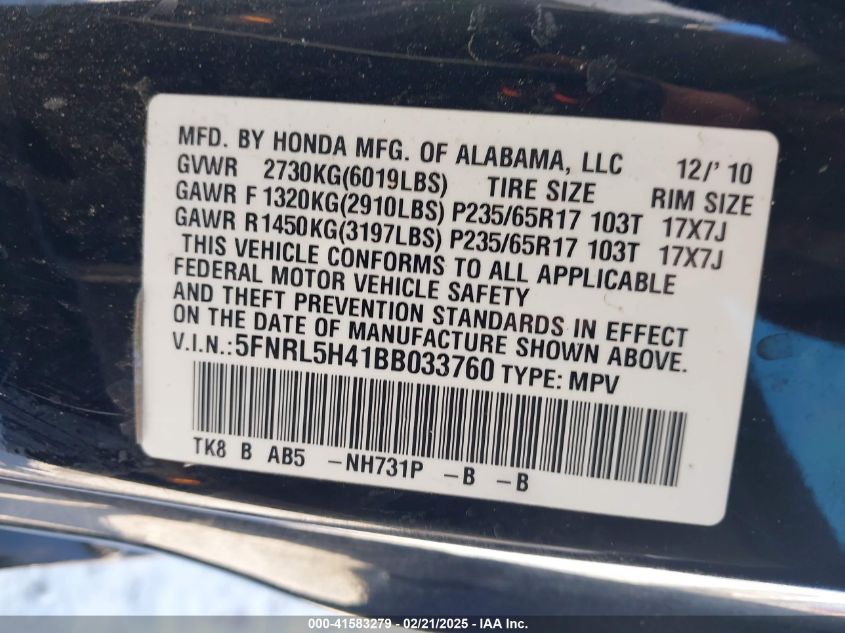 MFD. BY HONDA MFG. OF ALABAMA, LLC 12/' 10
GVWR 2730KG(6019LBS) TIRE SIZE RIM SIZE
GAWR F 1320KG(2910LBS) P235/65R17 103T 17X7J
GAWR R1450KG(3197LBS) P235/65R17 103T 17X7J
THIS VEHICLE CONFORMS TO ALL APPLICABLE
FEDERAL MOTOR VEHICLE SAFETY
AND THEFT PREVENTION STANDARDS IN EFFECT
ON THE DATE OF MANUFACTURE SHOWN ABOVE.
V.I.N.:5FNRL5H41BB033760 TYPE: MPV
TK8 B AB5 -NH731P -B -B
000-41583279 - 02/21/2025 - IAA Inc.